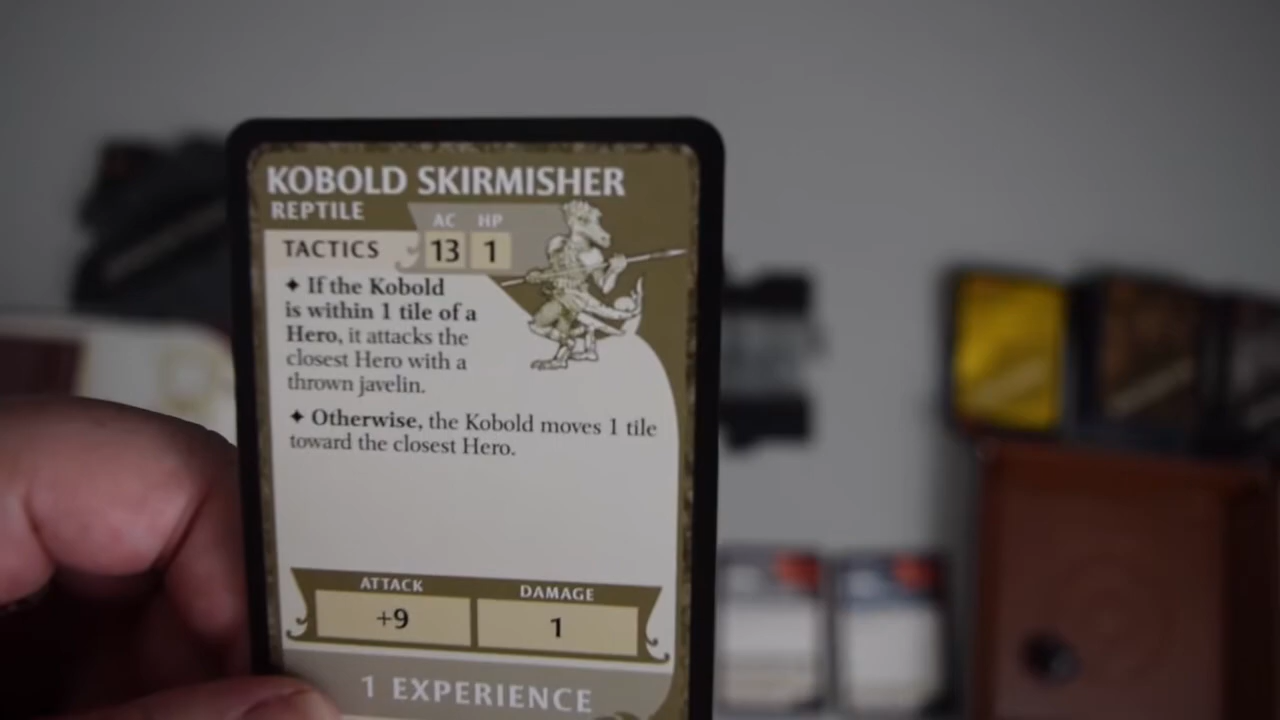 KOBOLD SKIRMISHER
REPTILE
AC HP
TACTICS 13 1
✦ If the Kobold
is within 1 tile of a
Hero, it attacks the
closest Hero with a
thrown javelin.
✦ Otherwise, the Kobold moves 1 tile
toward the closest Hero.
ATTACK DAMAGE
+9 1
1 EXPERIENCE